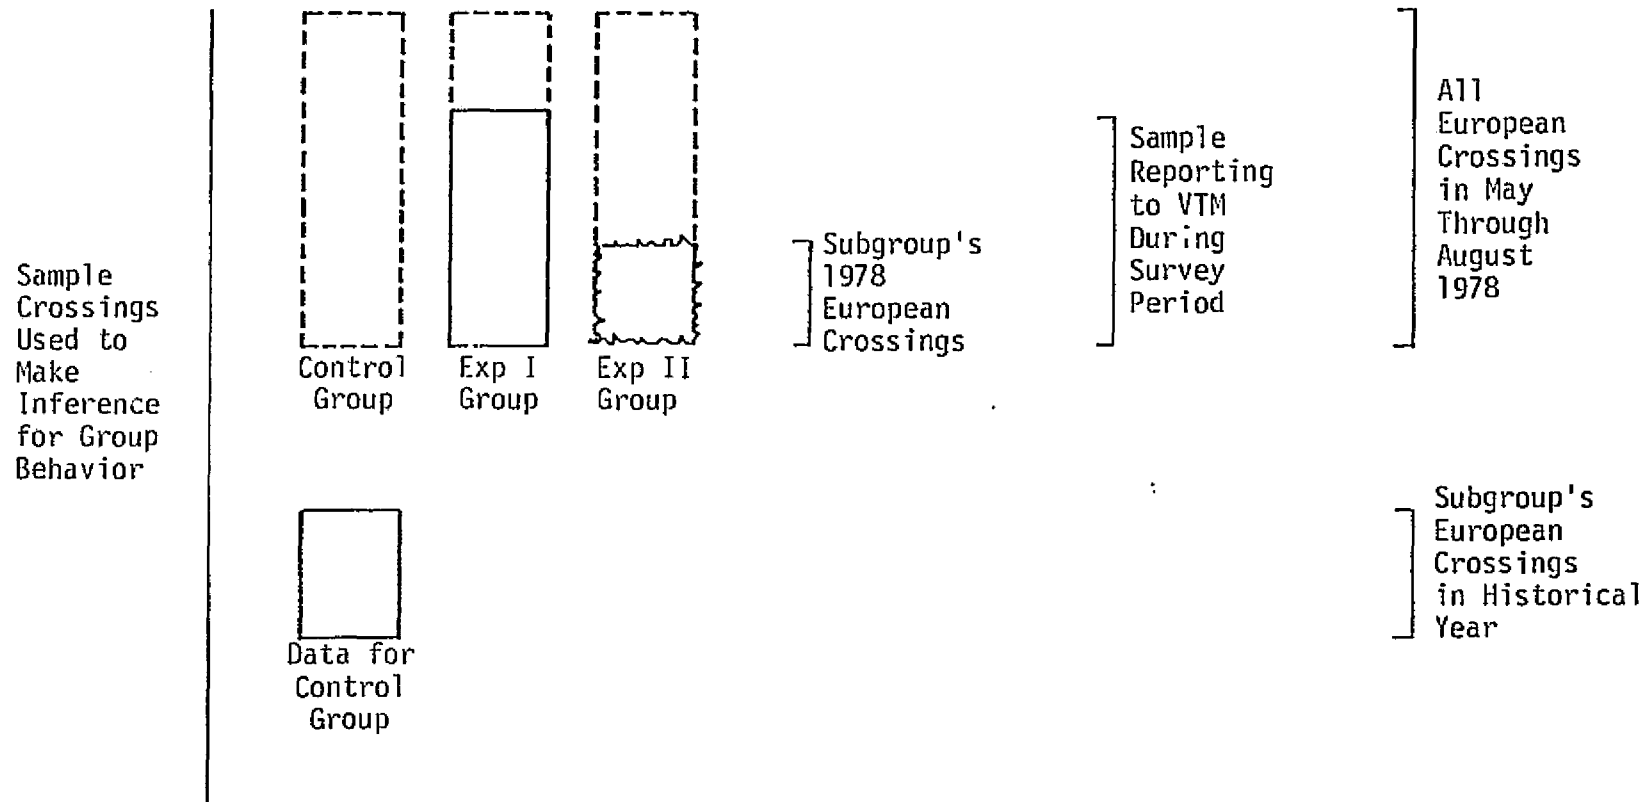 Sample
Crossings
Used to
Make
Inference
for Group
Behavior
Control
Group
Exp I
Group
Exp II
Group
Subgroup's
1978
European
Crossings
Sample
Reporting
to VTM
During
Survey
Period
All
European
Crossings
in May
Through
August
1978
Data for
Control
Group
Subgroup's
European
Crossings
in Historical
Year